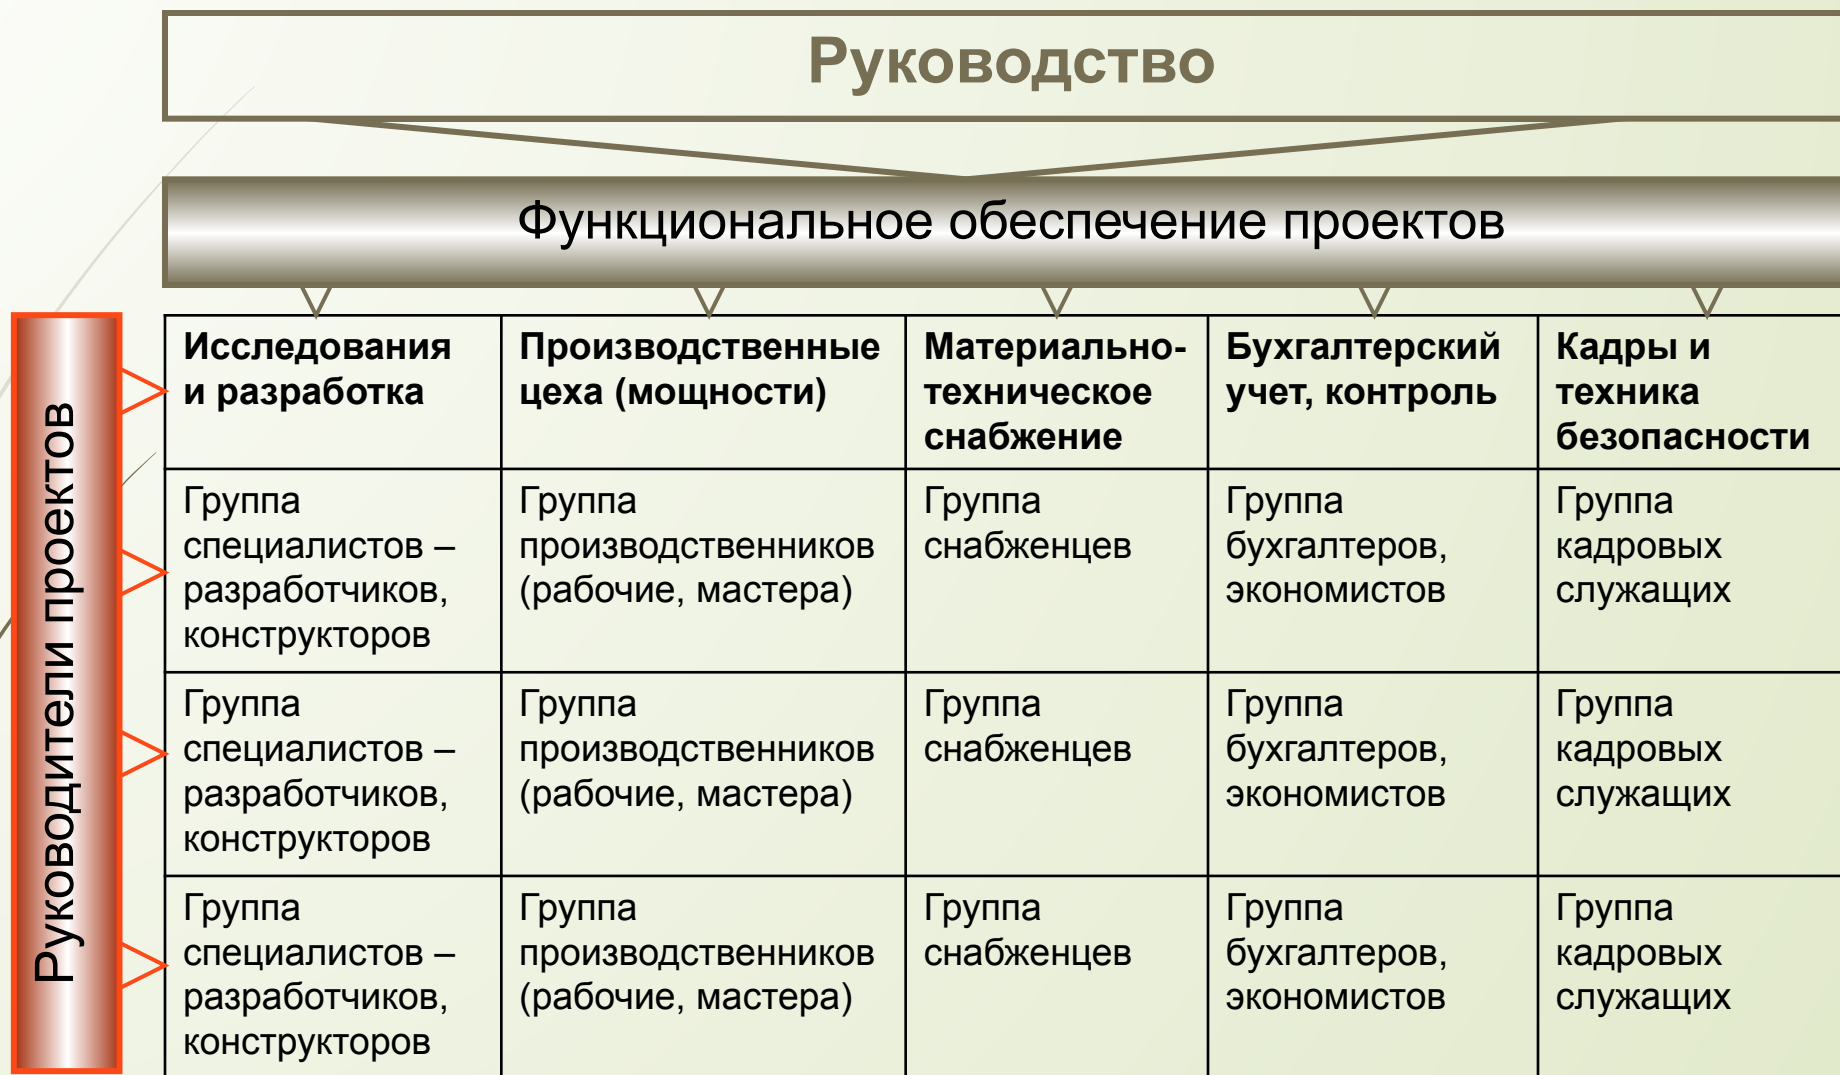 Руководство
Функциональное обеспечение проектов
Руководители проектов
Исследования
и разработка
Производственные
цеха (мощности)
Материально-
техническое
снабжение
Бухгалтерский
учет, контроль
Кадры и
техника
безопасности
Группа
специалистов –
разработчиков,
конструкторов
Группа
производственников
(рабочие, мастера)
Группа
снабженцев
Группа
бухгалтеров,
экономистов
Группа
кадровых
служащих
Группа
специалистов –
разработчиков,
конструкторов
Группа
производственников
(рабочие, мастера)
Группа
снабженцев
Группа
бухгалтеров,
экономистов
Группа
кадровых
служащих
Группа
специалистов –
разработчиков,
конструкторов
Группа
производственников
(рабочие, мастера)
Группа
снабженцев
Группа
бухгалтеров,
экономистов
Группа
кадровых
служащих